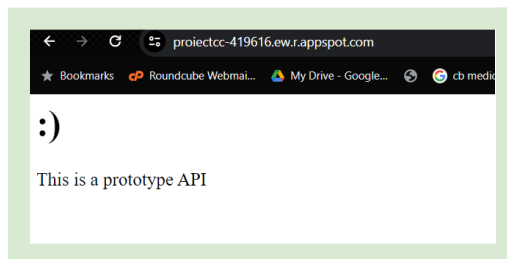 proiectcc-419616.ew.r.appspot.com
Bookmarks Roundcube Webmai... My Drive - Google... cb medic
:)
This is a prototype API